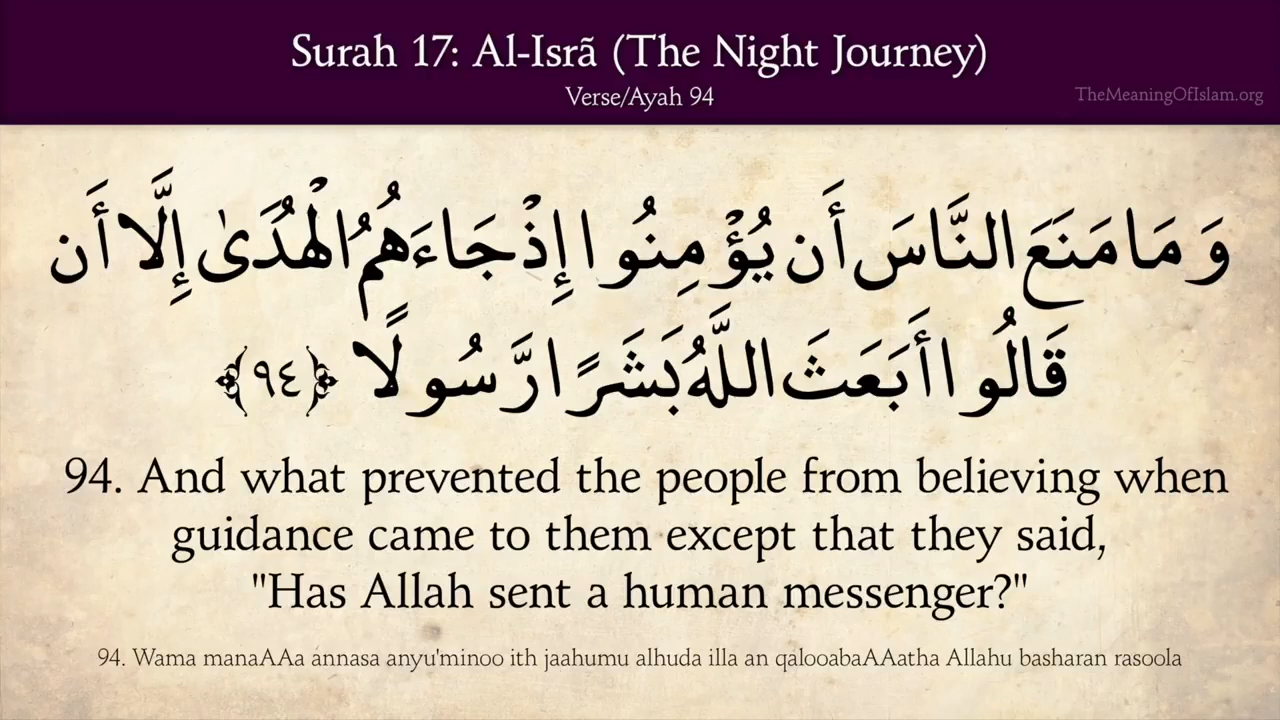 Surah 17: Al-Isrã (The Night Journey)
Verse/Ayah 94
TheMeaningOfIslam.org
وَمَا مَنَعَ النَّاسَ أَن يُؤْمِنُوا إِذْ جَاءَهُمُ الْهُدَىٰ إِلَّا أَن
قَالُوا أَبَعَثَ اللَّهُ بَشَرًا رَّسُولًا ﴿٩٤﴾
94. And what prevented the people from believing when
guidance came to them except that they said,
"Has Allah sent a human messenger?"
94. Wama manaAAa annasa anyu'minoo ith jaahumu alhuda illa an qalooabaAAatha Allahu basharan rasoola